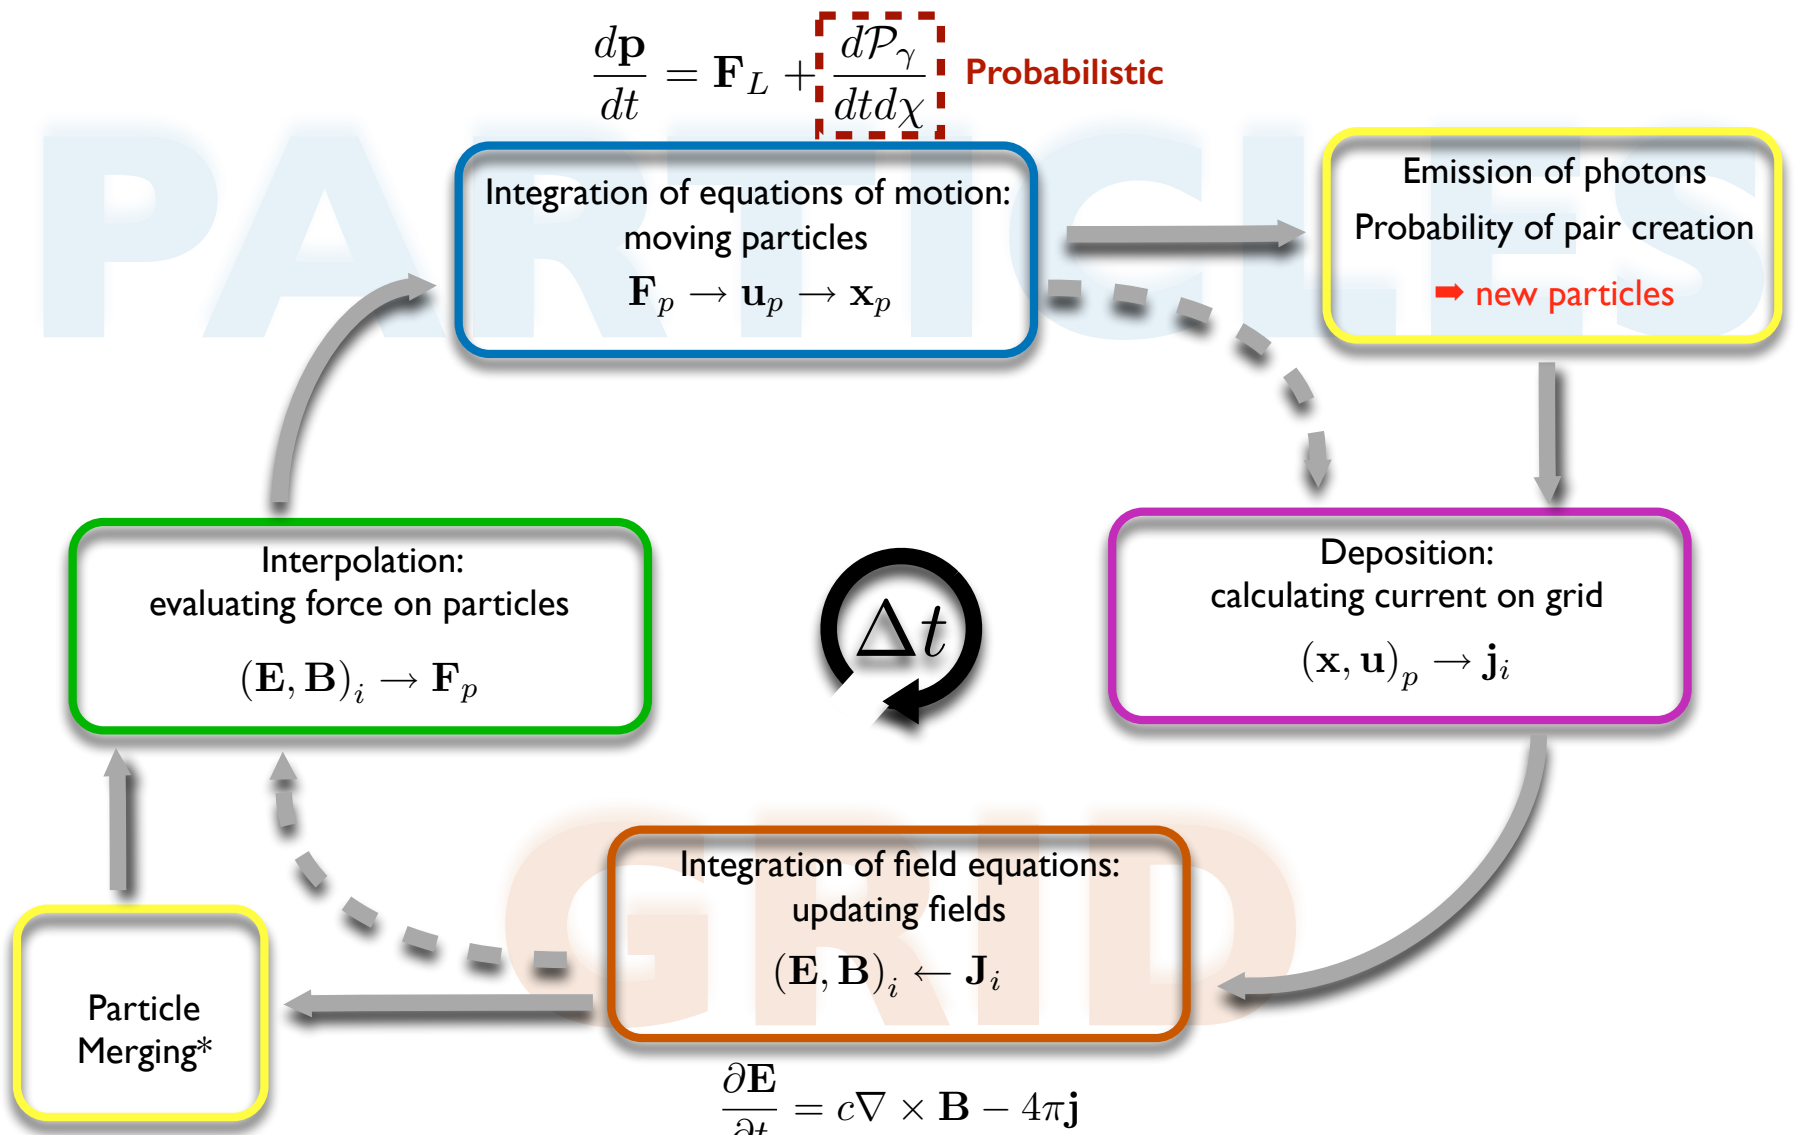 dp/dt = F_L + dP_γ/dtdχ Probabilistic
PARTICLES
Integration of equations of motion:
moving particles
F_p → u_p → x_p
Emission of photons
Probability of pair creation
➡ new particles
Interpolation:
evaluating force on particles
(E, B)_i → F_p
Δt
Deposition:
calculating current on grid
(x, u)_p → j_i
GRID
Integration of field equations:
updating fields
(E, B)_i ← J_i
Particle
Merging*
∂E/∂t = c∇ × B − 4πj